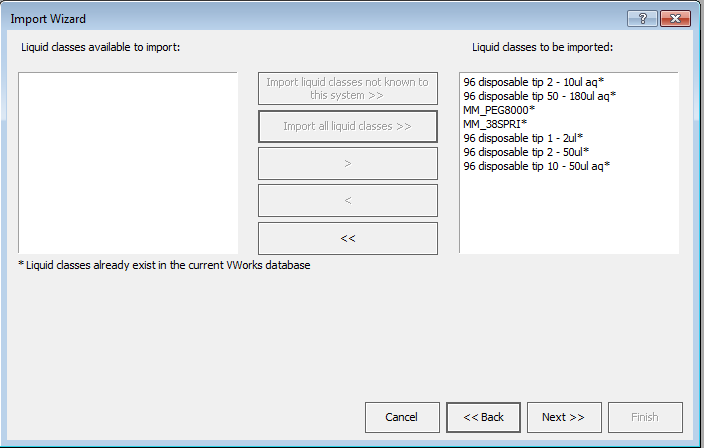 Import Wizard
?
Liquid classes available to import:
Liquid classes to be imported:
Import liquid classes not known to
this system >>
Import all liquid classes >>
>
<
<<
96 disposable tip 2 - 10ul aq*
96 disposable tip 50 - 180ul aq*
MM_PEG8000*
MM_38SPRI*
96 disposable tip 1 - 2ul*
96 disposable tip 2 - 50ul*
96 disposable tip 10 - 50ul aq*
* Liquid classes already exist in the current VWorks database
Cancel
<< Back
Next >>
Finish